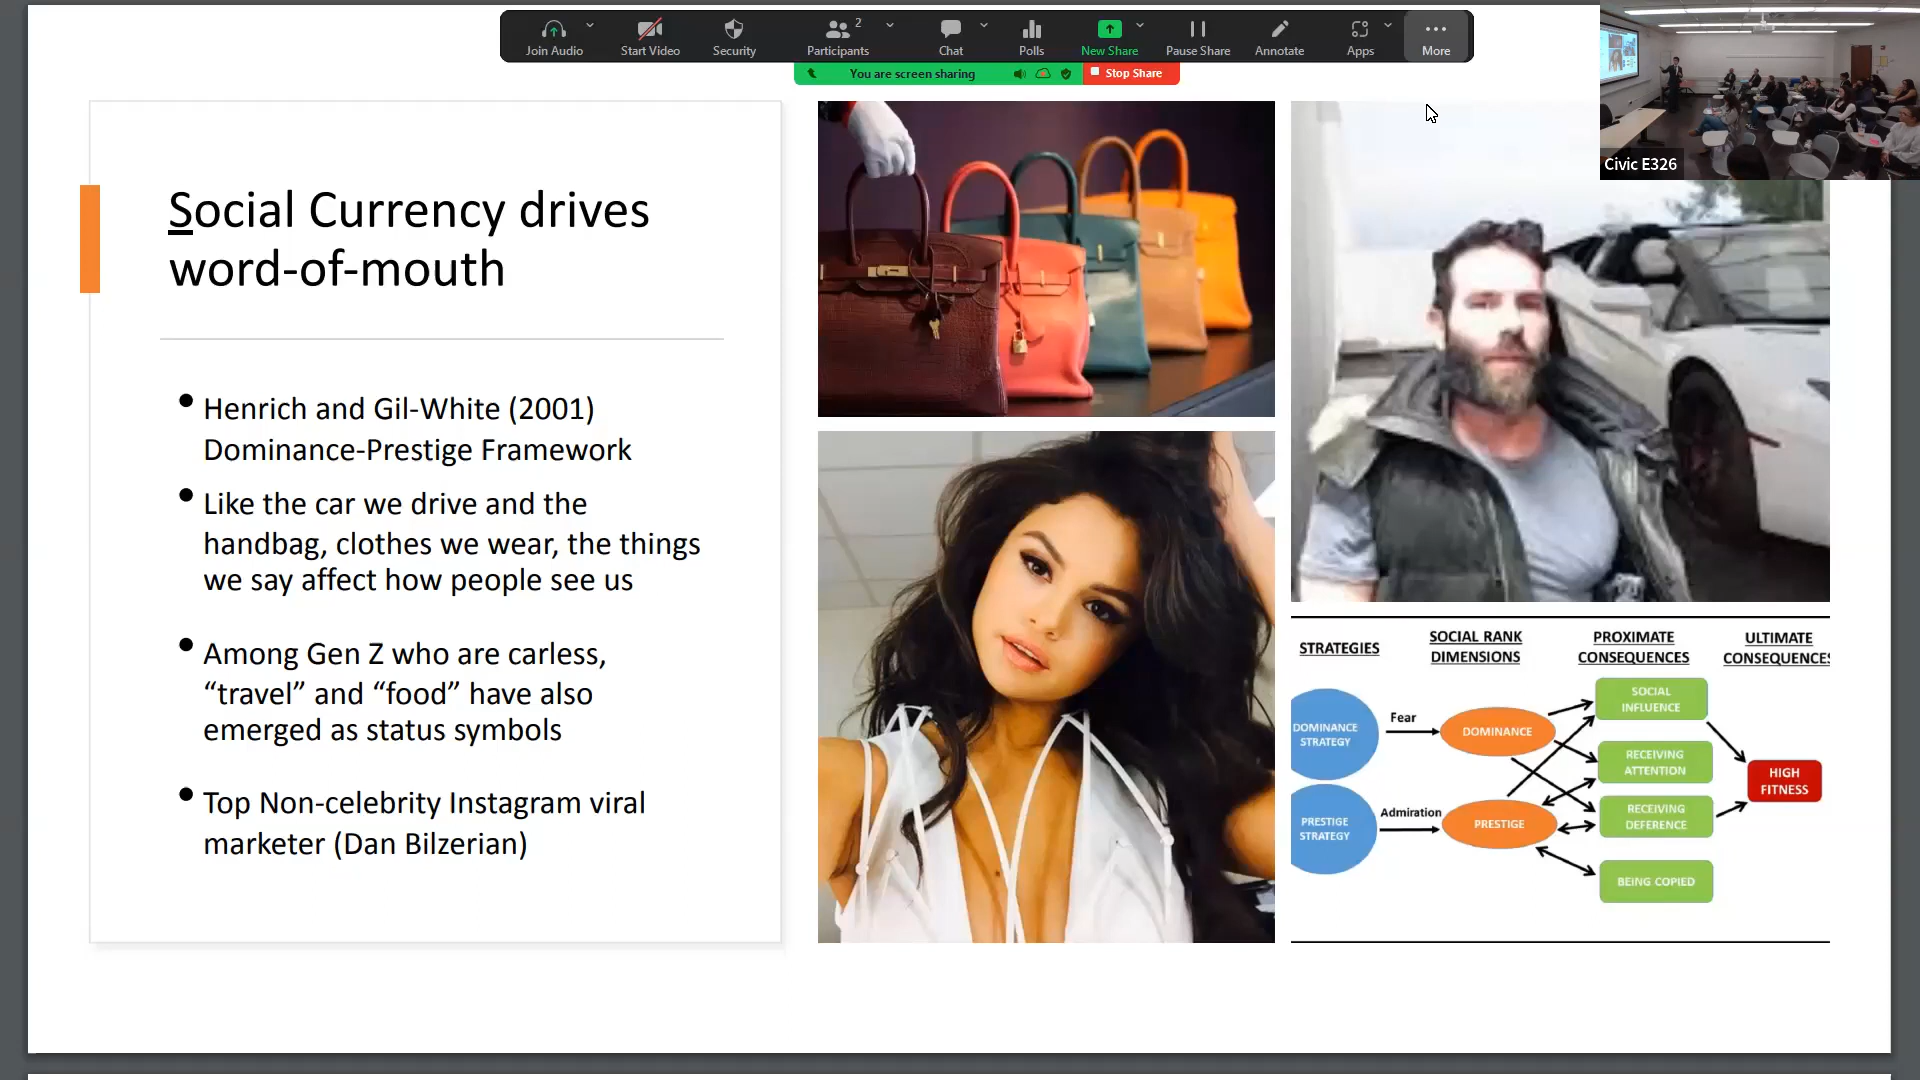 2
Join Audio
Start Video
Security
Participants
Chat
Polls
New Share
Pause Share
Annotate
Apps
More
You are screen sharing
Stop Share
Civic E326
Social Currency drives
word-of-mouth
• Henrich and Gil-White (2001)
Dominance-Prestige Framework
• Like the car we drive and the
handbag, clothes we wear, the things
we say affect how people see us
• Among Gen Z who are carless,
“travel” and “food” have also
emerged as status symbols
• Top Non-celebrity Instagram viral
marketer (Dan Bilzerian)
STRATEGIES
SOCIAL RANK
DIMENSIONS
PROXIMATE
CONSEQUENCES
ULTIMATE
CONSEQUENCES
DOMINANCE
STRATEGY
Fear
DOMINANCE
PRESTIGE
STRATEGY
Admiration
PRESTIGE
SOCIAL
INFLUENCE
RECEIVING
ATTENTION
RECEIVING
DEFERENCE
BEING COPIED
HIGH
FITNESS